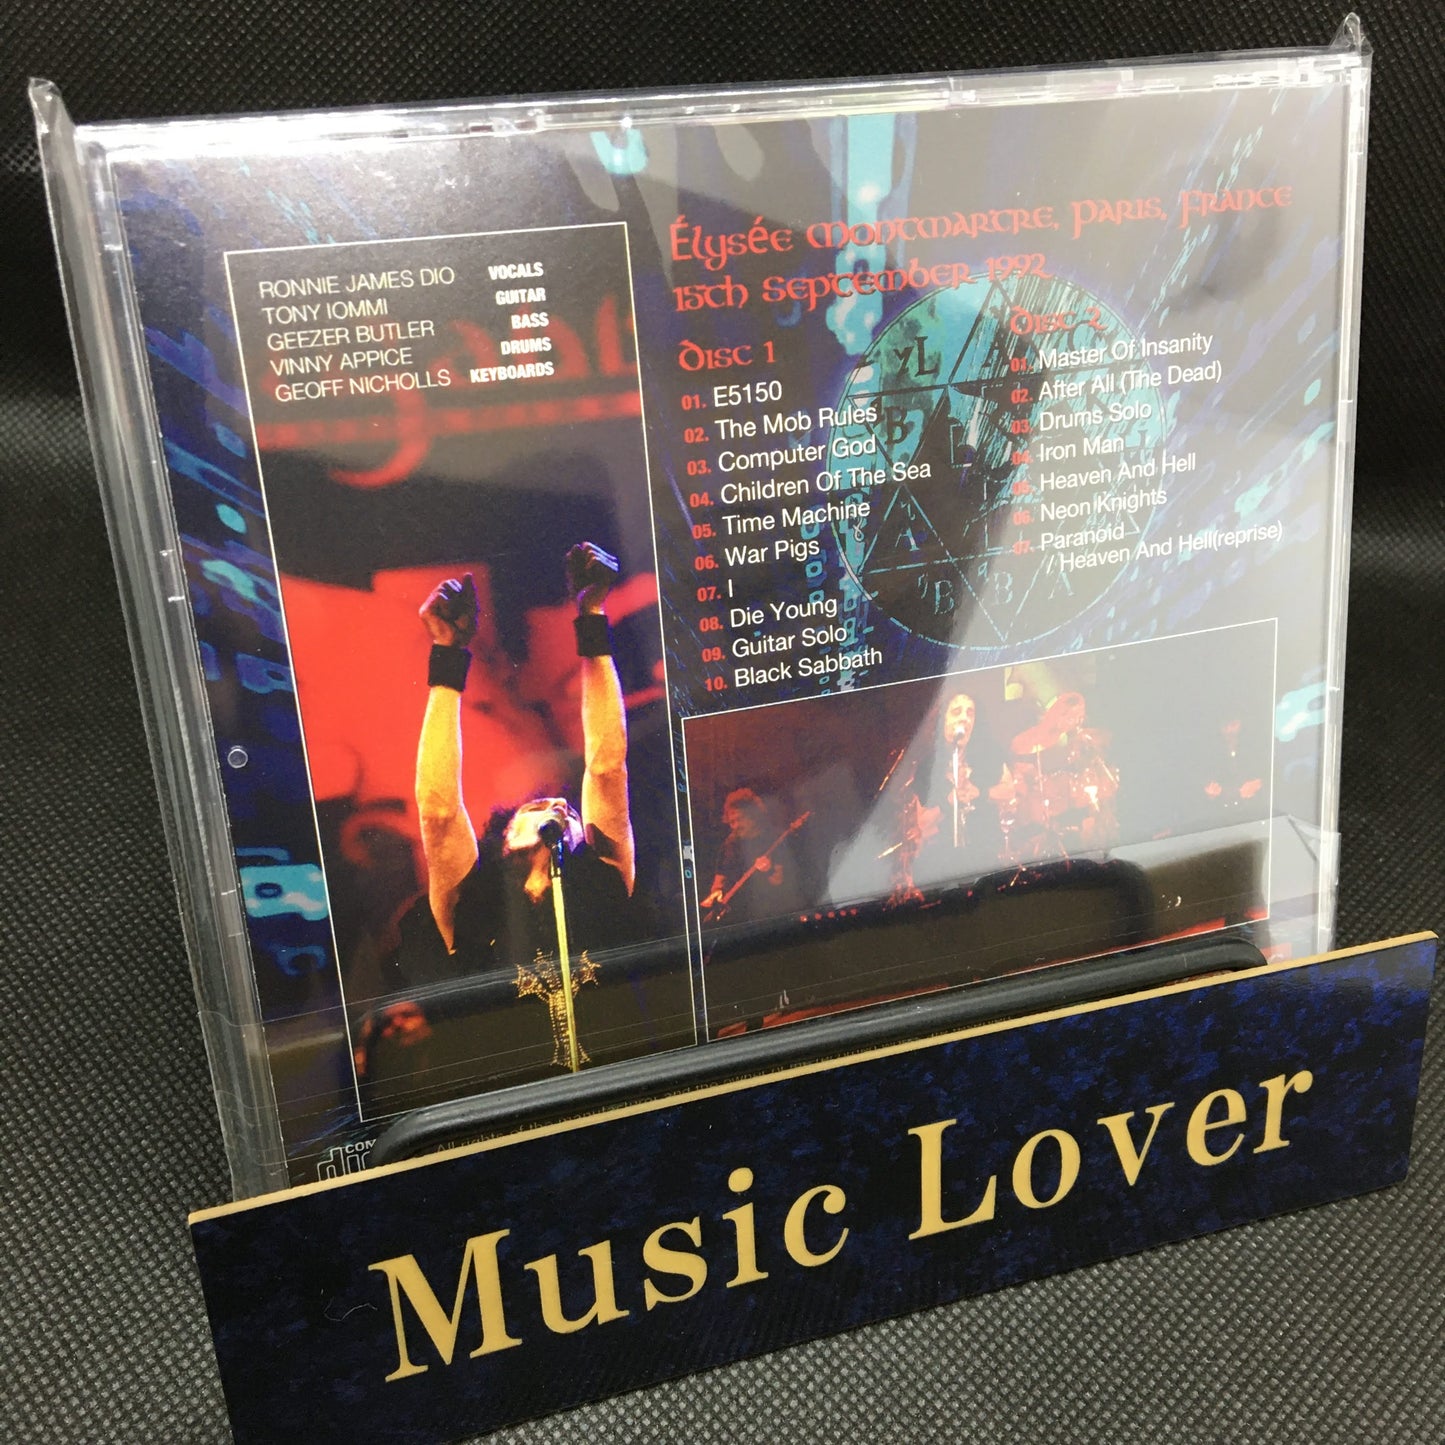 RONNIE JAMES DIO VOCALS
TONY IOMMI GUITAR
GEEZER BUTLER BASS
VINNY APPICE DRUMS
GEOFF NICHOLLS KEYBOARDS
Élysée Montmartre, Paris, France
15th September 1992
Disc 1
01. E5150
02. The Mob Rules
03. Computer God
04. Children Of The Sea
05. Time Machine
06. War Pigs
07. I
08. Die Young
09. Guitar Solo
10. Black Sabbath
Disc 2
01. Master Of Insanity
02. After All (The Dead)
03. Drums Solo
04. Iron Man
05. Heaven And Hell
06. Neon Knights
07. Paranoid
/ Heaven And Hell(reprise)
Music Lover